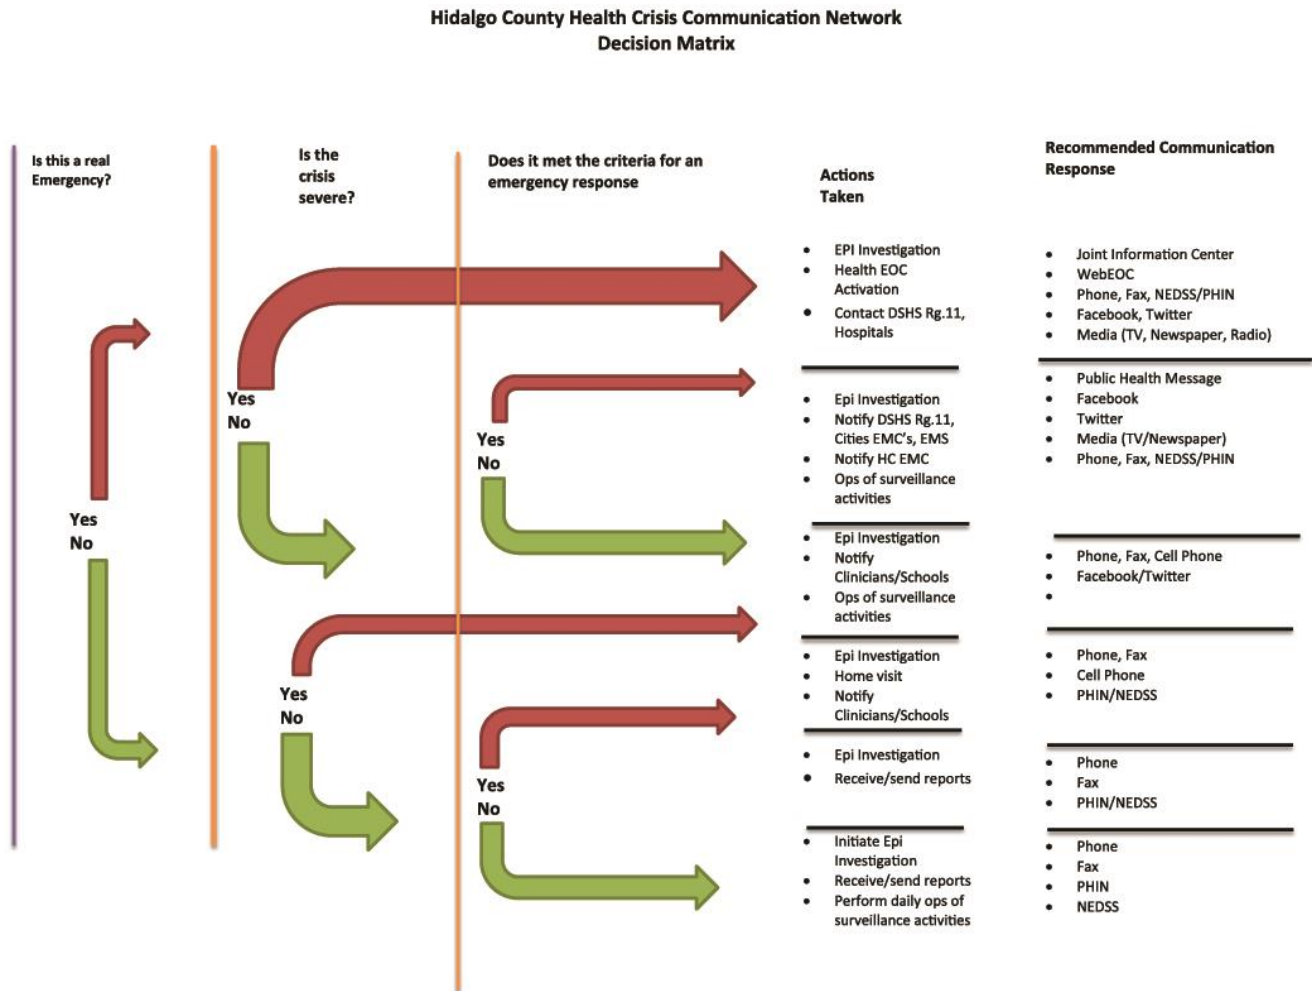 Hidalgo County Health Crisis Communication Network
Decision Matrix
Is this a real
Emergency?
Is the
crisis
severe?
Does it met the criteria for an
emergency response
Actions
Taken
Recommended Communication
Response
• EPI Investigation
• Health EOC
Activation
• Contact DSHS Rg.11,
Hospitals
• Joint Information Center
• WebEOC
• Phone, Fax, NEDSS/PHIN
• Facebook, Twitter
• Media (TV, Newspaper, Radio)
Yes
No
Yes
No
Yes
No
• Epi Investigation
• Notify DSHS Rg.11,
Cities EMC's, EMS
• Notify HC EMC
• Ops of surveillance
activities
• Public Health Message
• Facebook
• Twitter
• Media (TV/Newspaper)
• Phone, Fax, NEDSS/PHIN
• Epi Investigation
• Notify
Clinicians/Schools
• Ops of surveillance
activities
• Phone, Fax, Cell Phone
• Facebook/Twitter
•
Yes
No
Yes
No
• Epi Investigation
• Home visit
• Notify
Clinicians/Schools
• Phone, Fax
• Cell Phone
• PHIN/NEDSS
• Epi Investigation
• Receive/send reports
• Phone
• Fax
• PHIN/NEDSS
• Initiate Epi
Investigation
• Receive/send reports
• Perform daily ops of
surveillance activities
• Phone
• Fax
• PHIN
• NEDSS